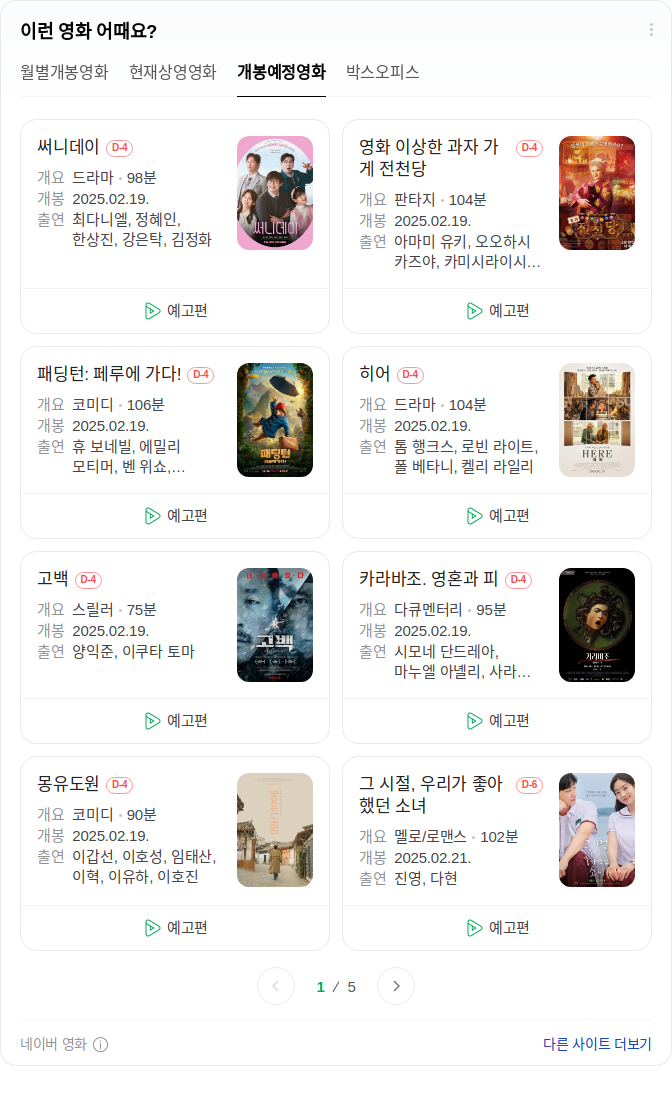 이런 영화 어때요?
월별개봉영화 현재상영영화 개봉예정영화 박스오피스
써니데이 D-4
개요 드라마 • 98분
개봉 2025.02.19.
출연 최다니엘, 정혜인,
한상진, 강은탁, 김정화
써니데이
예고편
영화 이상한 과자 가
게 전천당 D-4
개요 판타지 • 104분
개봉 2025.02.19.
출연 아마미 유키, 오오하시
카즈야, 카미시라이시...
전천당
예고편
패딩턴: 페루에 가다! D-4
개요 코미디 • 106분
개봉 2025.02.19.
출연 휴 보네빌, 에밀리
모티머, 벤 위쇼,...
패딩턴
예고편
히어 D-4
개요 드라마 • 104분
개봉 2025.02.19.
출연 톰 행크스, 로빈 라이트,
폴 베타니, 켈리 라일리
HERE
예고편
고백 D-4
개요 스릴러 • 75분
개봉 2025.02.19.
출연 양익준, 이쿠타 토마
고백
예고편
카라바조. 영혼과 피 D-4
개요 다큐멘터리 • 95분
개봉 2025.02.19.
출연 시모네 단드레아,
마누엘 아녤리, 사라...
카라바조
예고편
몽유도원 D-4
개요 코미디 • 90분
개봉 2025.02.19.
출연 이갑선, 이호성, 임태산,
이혁, 이유하, 이호진
예고편
그 시절, 우리가 좋아
했던 소녀 D-6
개요 멜로/로맨스 • 102분
개봉 2025.02.21.
출연 진영, 다현
예고편
1 / 5
네이버 영화
다른 사이트 더보기